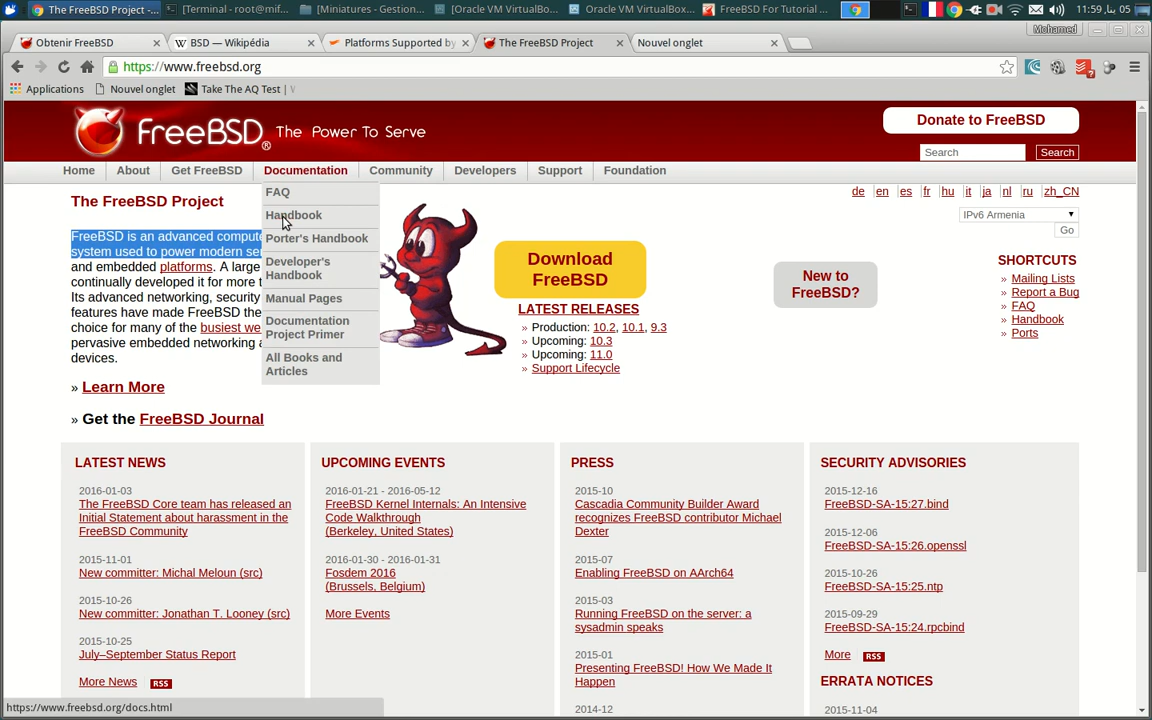 The FreeBSD Project -...
[Terminal - root@mif...
[Miniatures - Gestion...
[Oracle VM VirtualBo...
Oracle VM VirtualBox...
FreeBSD For Tutorial ...
11:59
Obtenir FreeBSD
W BSD — Wikipédia
Platforms Supported by
The FreeBSD Project
Nouvel onglet
Mohamed
https://www.freebsd.org
Applications
Nouvel onglet
Take The AQ Test |
FreeBSD® The Power To Serve
Donate to FreeBSD
Search
Search
Home
About
Get FreeBSD
Documentation
Community
Developers
Support
Foundation
FAQ
Handbook
Porter's Handbook
Developer's
Handbook
Manual Pages
Documentation
Project Primer
All Books and
Articles
de
en
es
fr
hu
it
ja
nl
ru
zh_CN
IPv6 Armenia
Go
The FreeBSD Project
FreeBSD is an advanced compute
system used to power modern ser
and embedded platforms. A large
continually developed it for more t
Its advanced networking, security
features have made FreeBSD the
choice for many of the busiest we
pervasive embedded networking a
devices.
» Learn More
» Get the FreeBSD Journal
Download
FreeBSD
LATEST RELEASES
» Production: 10.2, 10.1, 9.3
» Upcoming: 10.3
» Upcoming: 11.0
» Support Lifecycle
New to
FreeBSD?
SHORTCUTS
» Mailing Lists
» Report a Bug
» FAQ
» Handbook
» Ports
LATEST NEWS
2016-01-03
The FreeBSD Core team has released an
Initial Statement about harassment in the
FreeBSD Community
2015-11-01
New committer: Michal Meloun (src)
2015-10-26
New committer: Jonathan T. Looney (src)
2015-10-25
July–September Status Report
More News RSS
UPCOMING EVENTS
2016-01-21 - 2016-05-12
FreeBSD Kernel Internals: An Intensive
Code Walkthrough
(Berkeley, United States)
2016-01-30 - 2016-01-31
Fosdem 2016
(Brussels, Belgium)
More Events
PRESS
2015-10
Cascadia Community Builder Award
recognizes FreeBSD contributor Michael
Dexter
2015-07
Enabling FreeBSD on AArch64
2015-03
Running FreeBSD on the server: a
sysadmin speaks
2015-01
Presenting FreeBSD! How We Made It
Happen
2014-12
SECURITY ADVISORIES
2015-12-16
FreeBSD-SA-15:27.bind
2015-12-06
FreeBSD-SA-15:26.openssl
2015-10-26
FreeBSD-SA-15:25.ntp
2015-09-29
FreeBSD-SA-15:24.rpcbind
More RSS
ERRATA NOTICES
2015-11-04
https://www.freebsd.org/docs.html